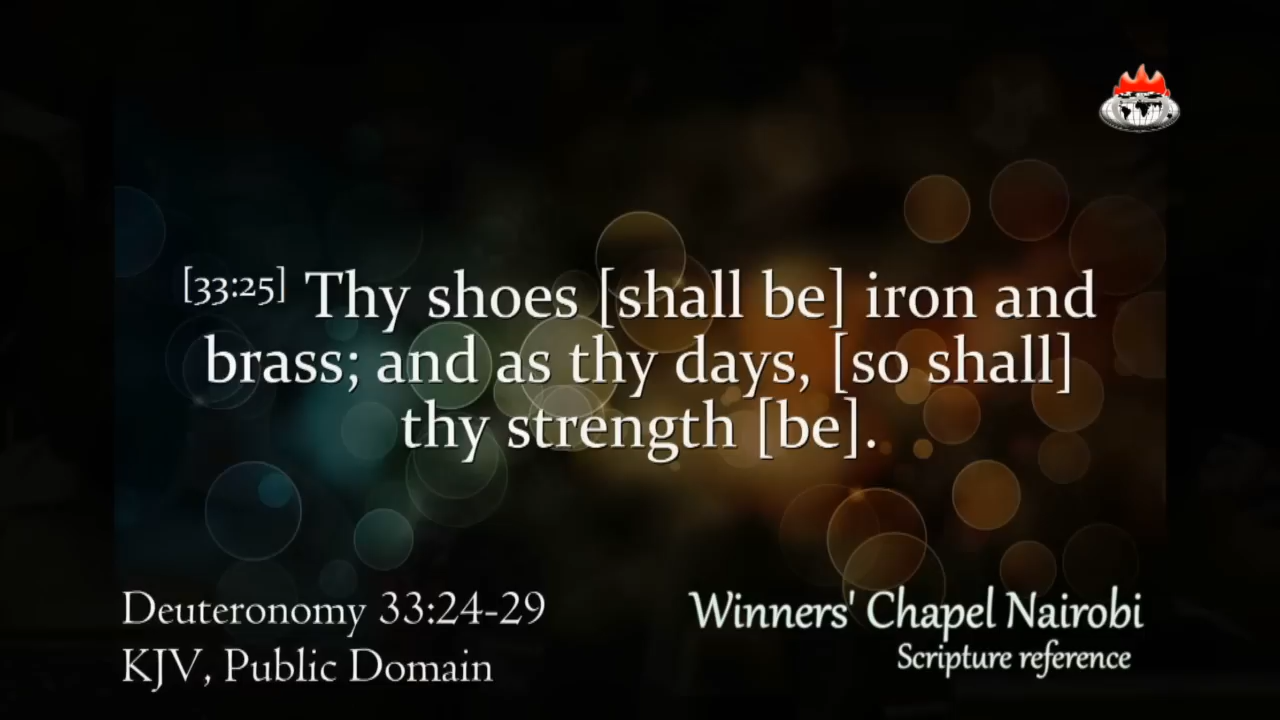 [33:25] Thy shoes [shall be] iron and
brass; and as thy days, [so shall]
thy strength [be].
Deuteronomy 33:24-29
KJV, Public Domain
Winners' Chapel Nairobi
Scripture reference